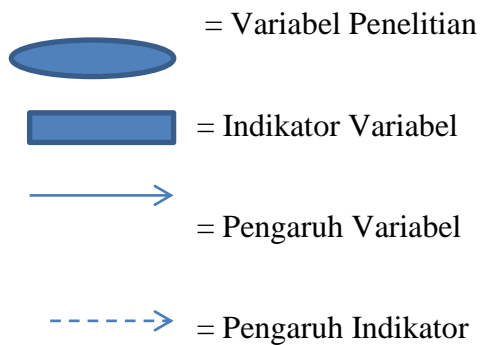 = Variabel Penelitian
= Indikator Variabel
= Pengaruh Variabel
= Pengaruh Indikator